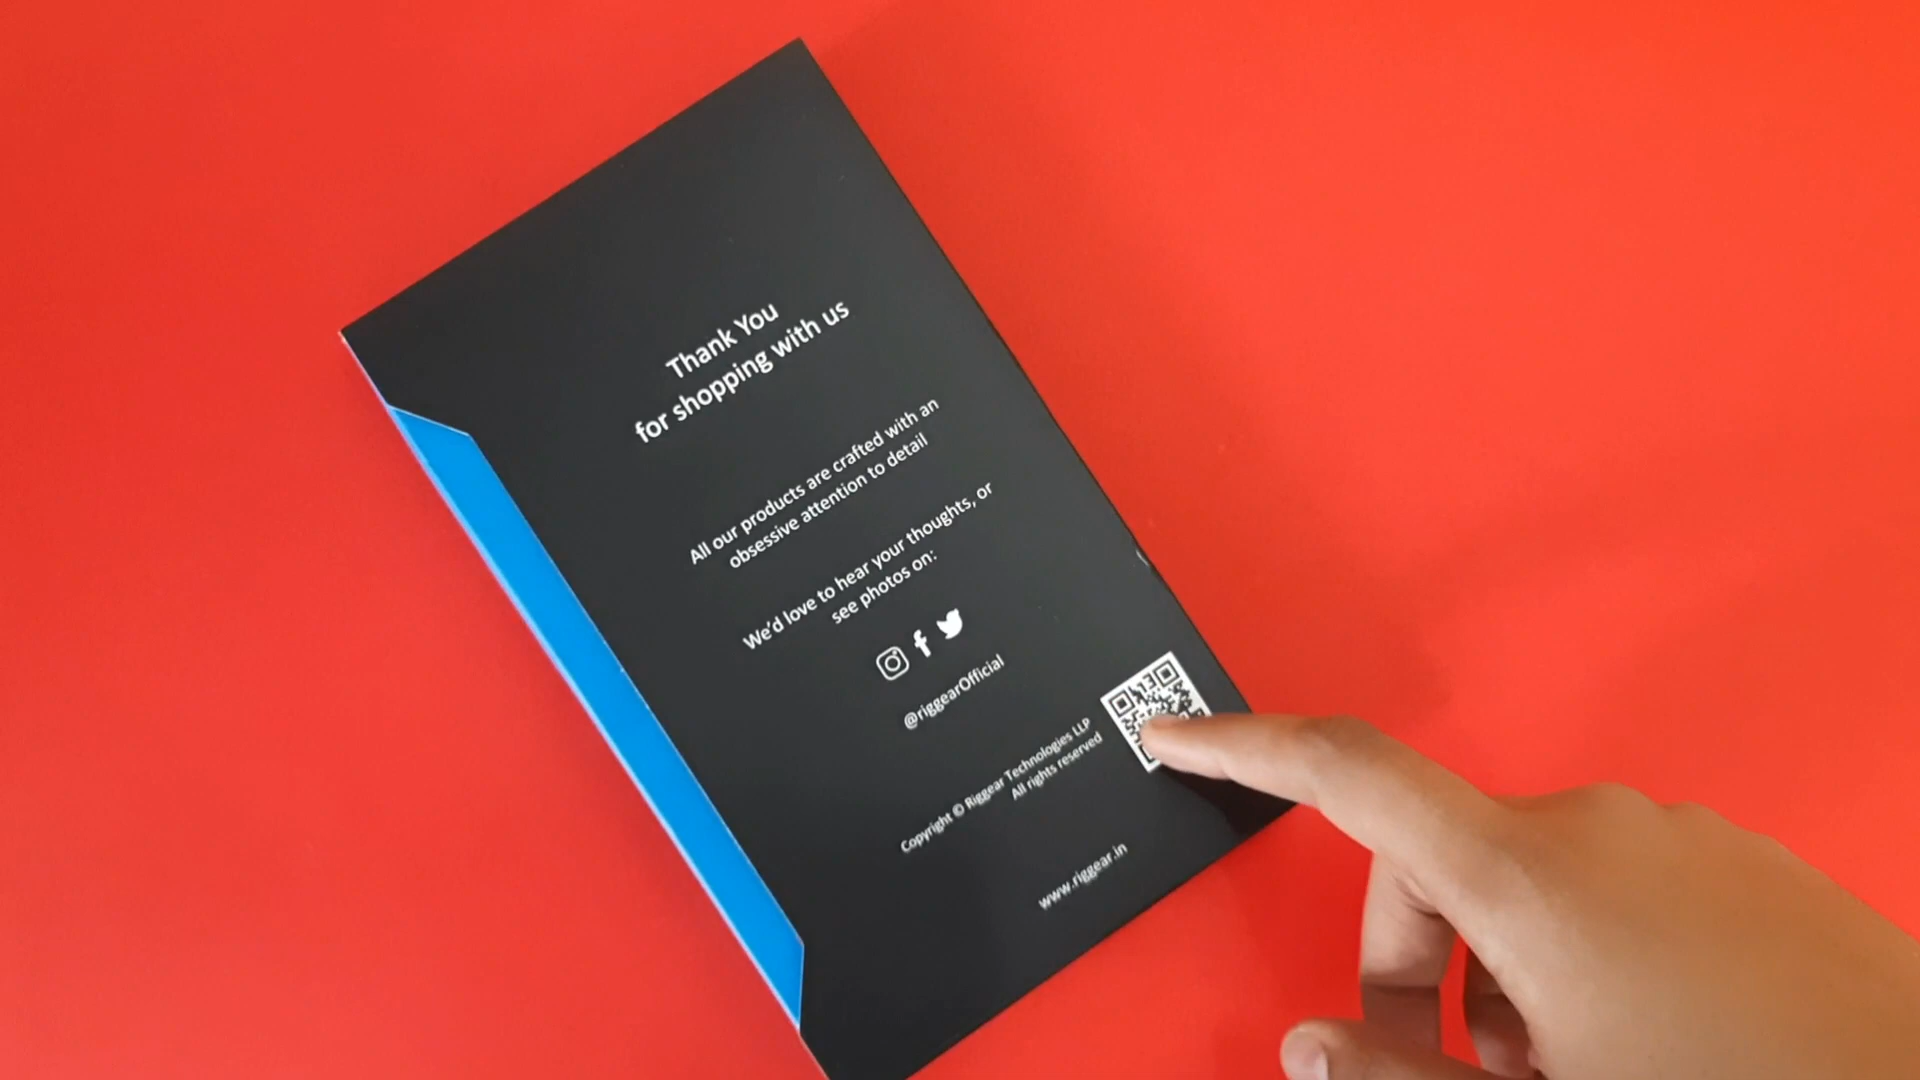 Thank You
for shopping with us
All our products are crafted with an
obsessive attention to detail
We'd love to hear your thoughts, or
see photos on:
@riggearOfficial
Copyright © Riggear Technologies LLP
All rights reserved
www.riggear.in